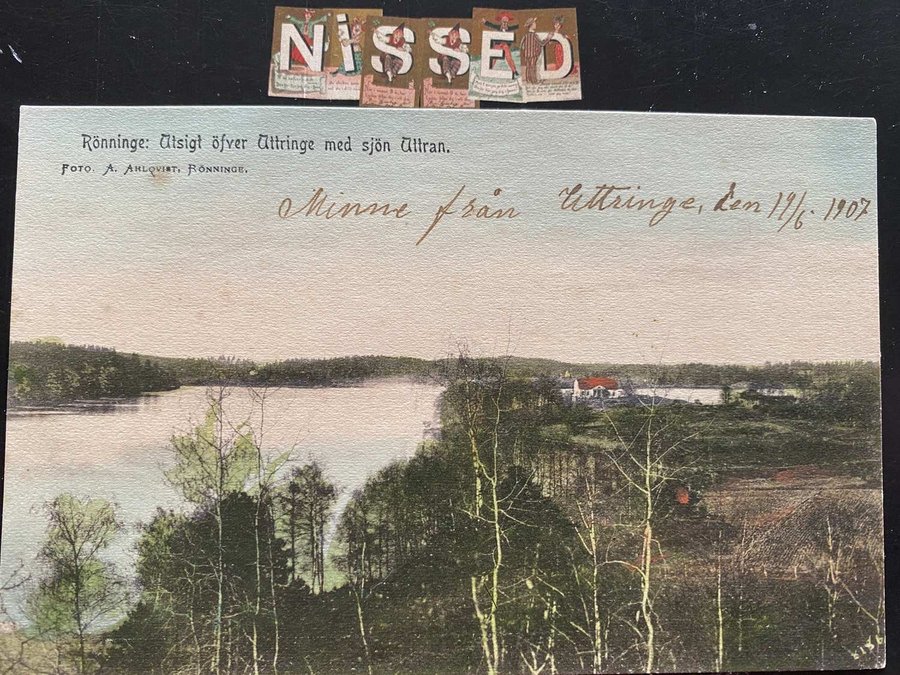 NiSSED
Rönninge: Utsigt öfver Uttringe med sjön Uttran.
FOTO. A. AHLQVIST, RÖNNINGE.
Minne från Uttringe, den 19/6 1907